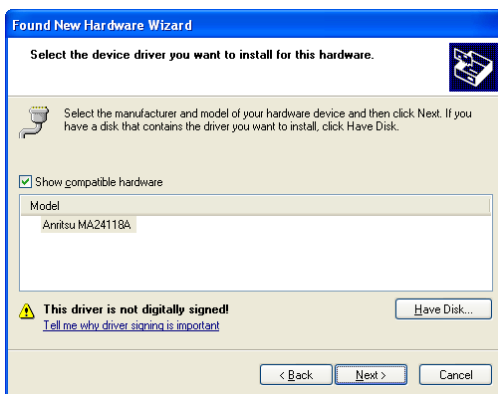 Found New Hardware Wizard
Select the device driver you want to install for this hardware.
Select the manufacturer and model of your hardware device and then click Next. If you
have a disk that contains the driver you want to install, click Have Disk.
Show compatible hardware
Model
Anritsu MA24118A
This driver is not digitally signed!
Have Disk...
Tell me why driver signing is important
< Back
Next >
Cancel